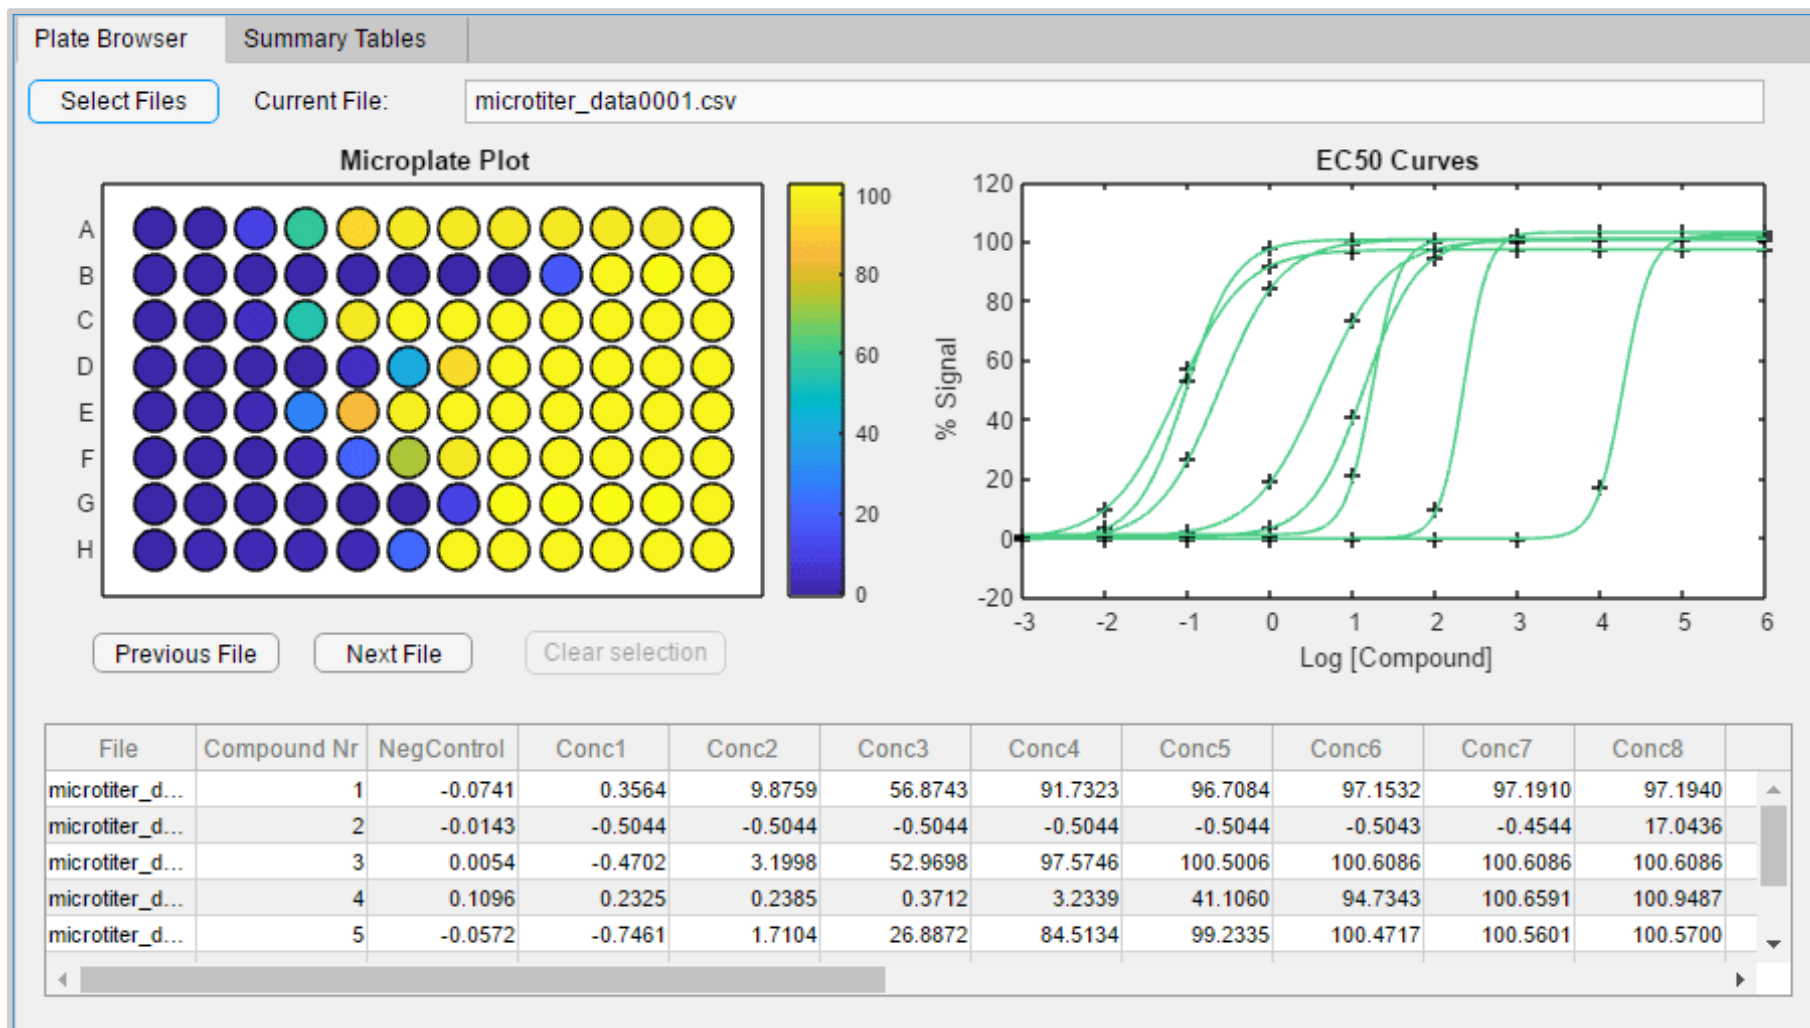 Plate Browser Summary Tables
Select Files Current File: microtiter_data0001.csv
Microplate Plot
A
B
C
D
E
F
G
H
100
80
60
40
20
0
EC50 Curves
120
100
80
60
40
20
0
-20
% Signal
-3 -2 -1 0 1 2 3 4 5 6
Log [Compound]
Previous File Next File Clear selection
File Compound Nr NegControl Conc1 Conc2 Conc3 Conc4 Conc5 Conc6 Conc7 Conc8
microtiter_d... 1 -0.0741 0.3564 9.8759 56.8743 91.7323 96.7084 97.1532 97.1910 97.1940
microtiter_d... 2 -0.0143 -0.5044 -0.5044 -0.5044 -0.5044 -0.5044 -0.5043 -0.4544 17.0436
microtiter_d... 3 0.0054 -0.4702 3.1998 52.9698 97.5746 100.5006 100.6086 100.6086 100.6086
microtiter_d... 4 0.1096 0.2325 0.2385 0.3712 3.2339 41.1060 94.7343 100.6591 100.9487
microtiter_d... 5 -0.0572 -0.7461 1.7104 26.8872 84.5134 99.2335 100.4717 100.5601 100.5700